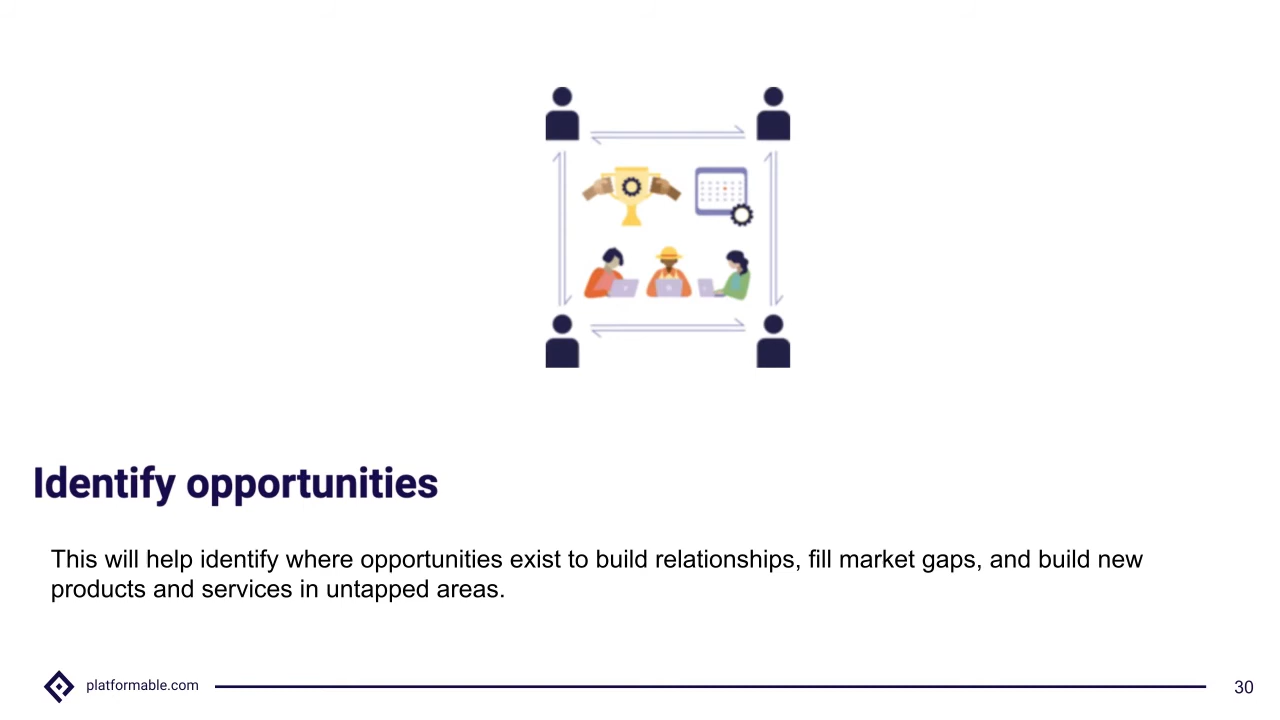 Identify opportunities
This will help identify where opportunities exist to build relationships, fill market gaps, and build new
products and services in untapped areas.
platformable.com
30